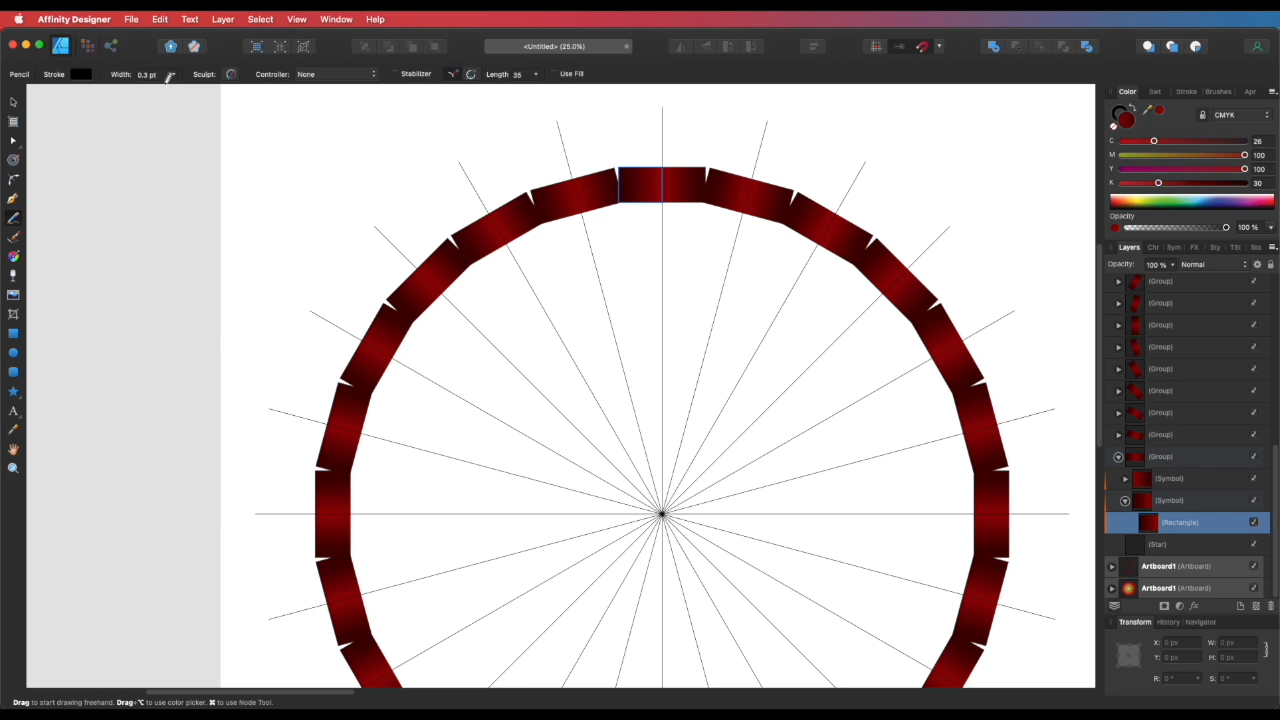 Affinity Designer File Edit Text Layer Select View Window Help
<Untitled> (25.0%)
Pencil Stroke Width: 0.3 pt Sculpt: Controller: None Stabilizer Length 35 Use Fill
Color Swt Stroke Brushes Apr
CMYK
C 26
M 100
Y 100
K 30
Opacity
100 %
Layers Chr Sym FX Sty TSt Sto
Opacity: 100 % Normal
(Group)
(Group)
(Group)
(Group)
(Group)
(Group)
(Group)
(Group)
(Group)
(Symbol)
(Symbol)
(Rectangle)
(Star)
Artboard1 (Artboard)
Artboard1 (Artboard)
Transform History Navigator
X: 0 px W: 0 px
Y: 0 px H: 0 px
R: 0 ° S: 0 °
Drag to start drawing freehand. Drag+⌥ to use color picker. ⌘ to use Node Tool.